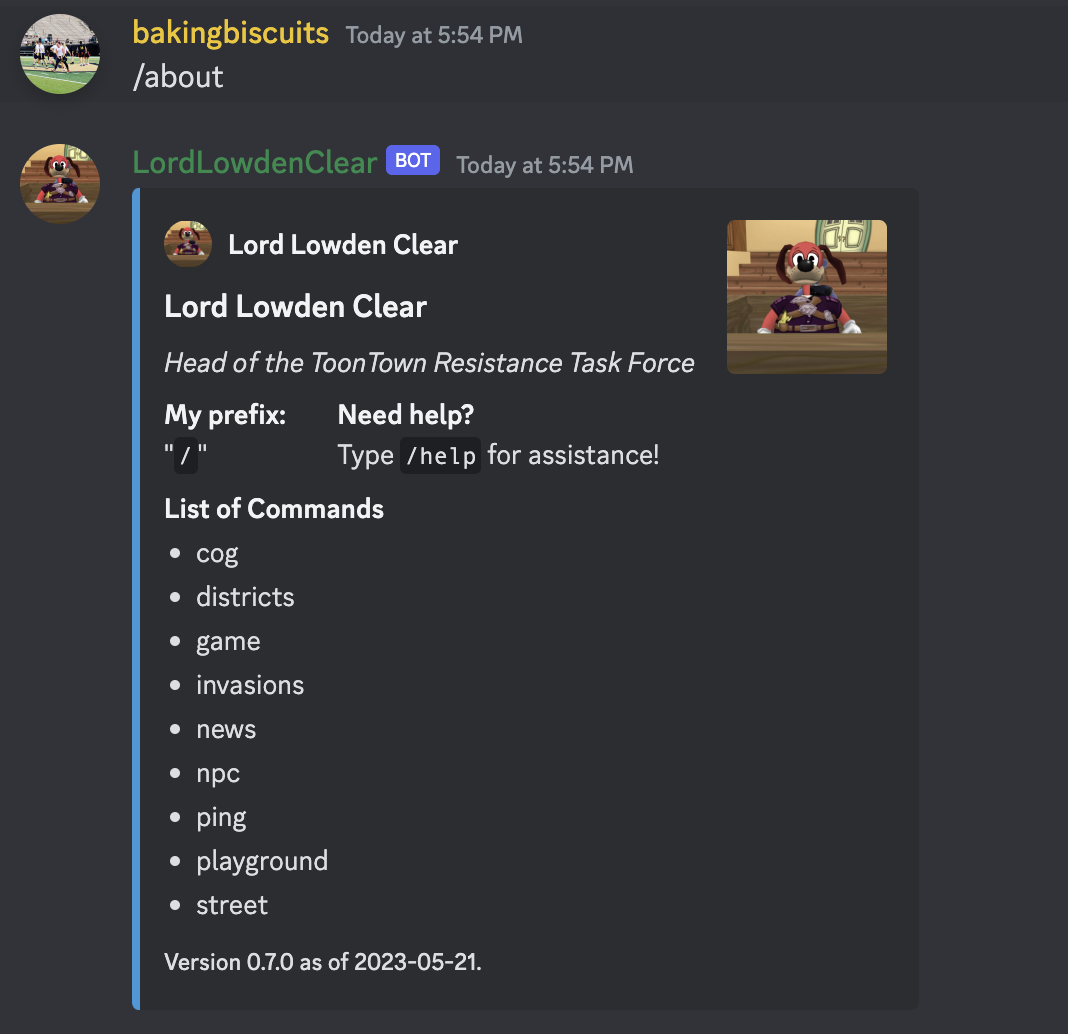 bakingbiscuits Today at 5:54 PM
/about
LordLowdenClear BOT Today at 5:54 PM
Lord Lowden Clear
Lord Lowden Clear
Head of the ToonTown Resistance Task Force
My prefix: Need help?
"/" Type /help for assistance!
List of Commands
• cog
• districts
• game
• invasions
• news
• npc
• ping
• playground
• street
Version 0.7.0 as of 2023-05-21.